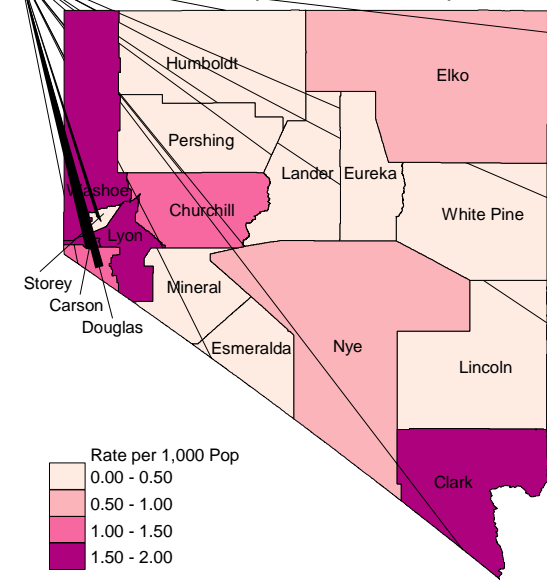 Humboldt
Elko
Pershing
Lander
Eureka
Washoe
Churchill
White Pine
Lyon
Storey
Carson
Douglas
Mineral
Nye
Esmeralda
Lincoln
Clark
Rate per 1,000 Pop
0.00 - 0.50
0.50 - 1.00
1.00 - 1.50
1.50 - 2.00